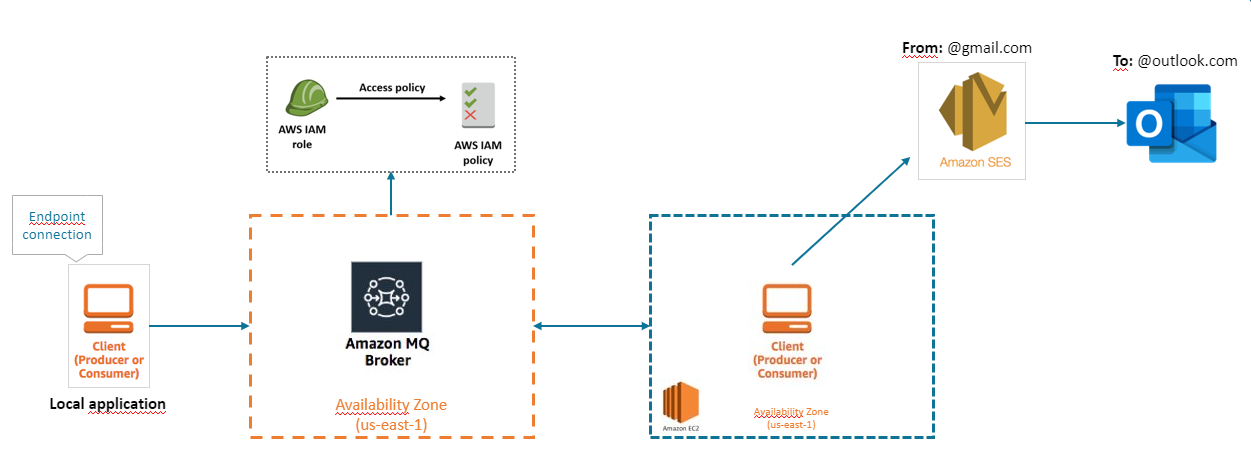 From: @gmail.com
To: @outlook.com
Access policy
AWS IAM
role
AWS IAM
policy
Amazon SES
Endpoint
connection
Client
(Producer or
Consumer)
Local application
Amazon MQ
Broker
Availability Zone
(us-east-1)
Client
(Producer or
Consumer)
Amazon EC2
Availability Zone
(us-east-1)
O